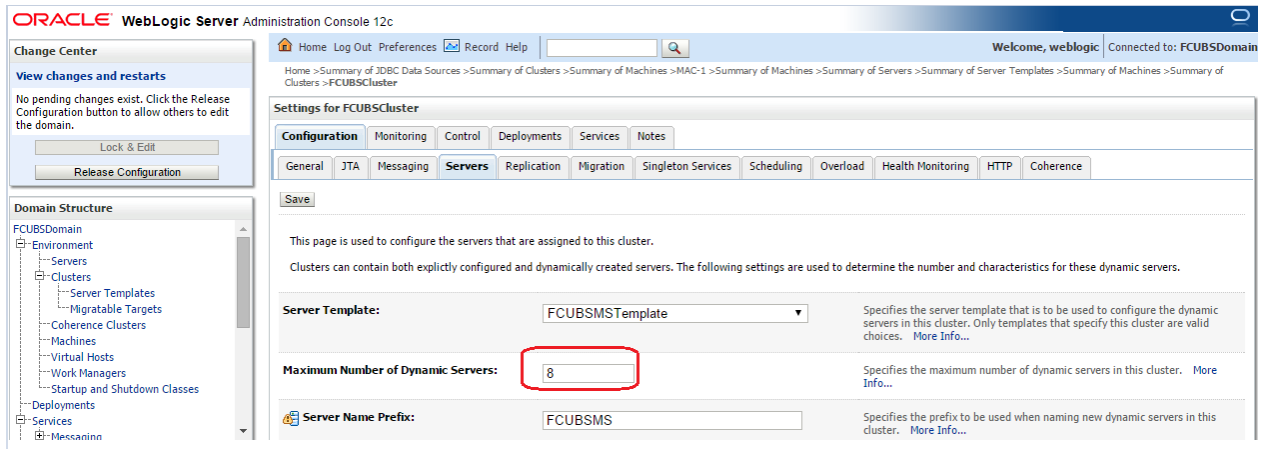 ORACLE WebLogic Server Administration Console 12c
Change Center
View changes and restarts
No pending changes exist. Click the Release
Configuration button to allow others to edit
the domain.
Lock & Edit
Release Configuration
Domain Structure
FCUBSDomain
Environment
Servers
Clusters
Server Templates
Migratable Targets
Coherence Clusters
Machines
Virtual Hosts
Work Managers
Startup and Shutdown Classes
Deployments
Services
Messaging
Home Log Out Preferences Record Help
Welcome, weblogic Connected to: FCUBSDomain
Home >Summary of JDBC Data Sources >Summary of Clusters >Summary of Machines >MAC-1 >Summary of Machines >Summary of Servers >Summary of Server Templates >Summary of Machines >Summary of
Clusters >FCUBSCluster
Settings for FCUBSCluster
Configuration Monitoring Control Deployments Services Notes
General JTA Messaging Servers Replication Migration Singleton Services Scheduling Overload Health Monitoring HTTP Coherence
Save
This page is used to configure the servers that are assigned to this cluster.
Clusters can contain both explictly configured and dynamically created servers. The following settings are used to determine the number and characteristics for these dynamic servers.
Server Template: FCUBSMSTemplate Specifies the server template that is to be used to configure the dynamic
servers in this cluster. Only templates that specify this cluster are valid
choices. More Info...
Maximum Number of Dynamic Servers: 8 Specifies the maximum number of dynamic servers in this cluster. More
Info...
Server Name Prefix: FCUBSMS Specifies the prefix to be used when naming new dynamic servers in this
cluster. More Info...